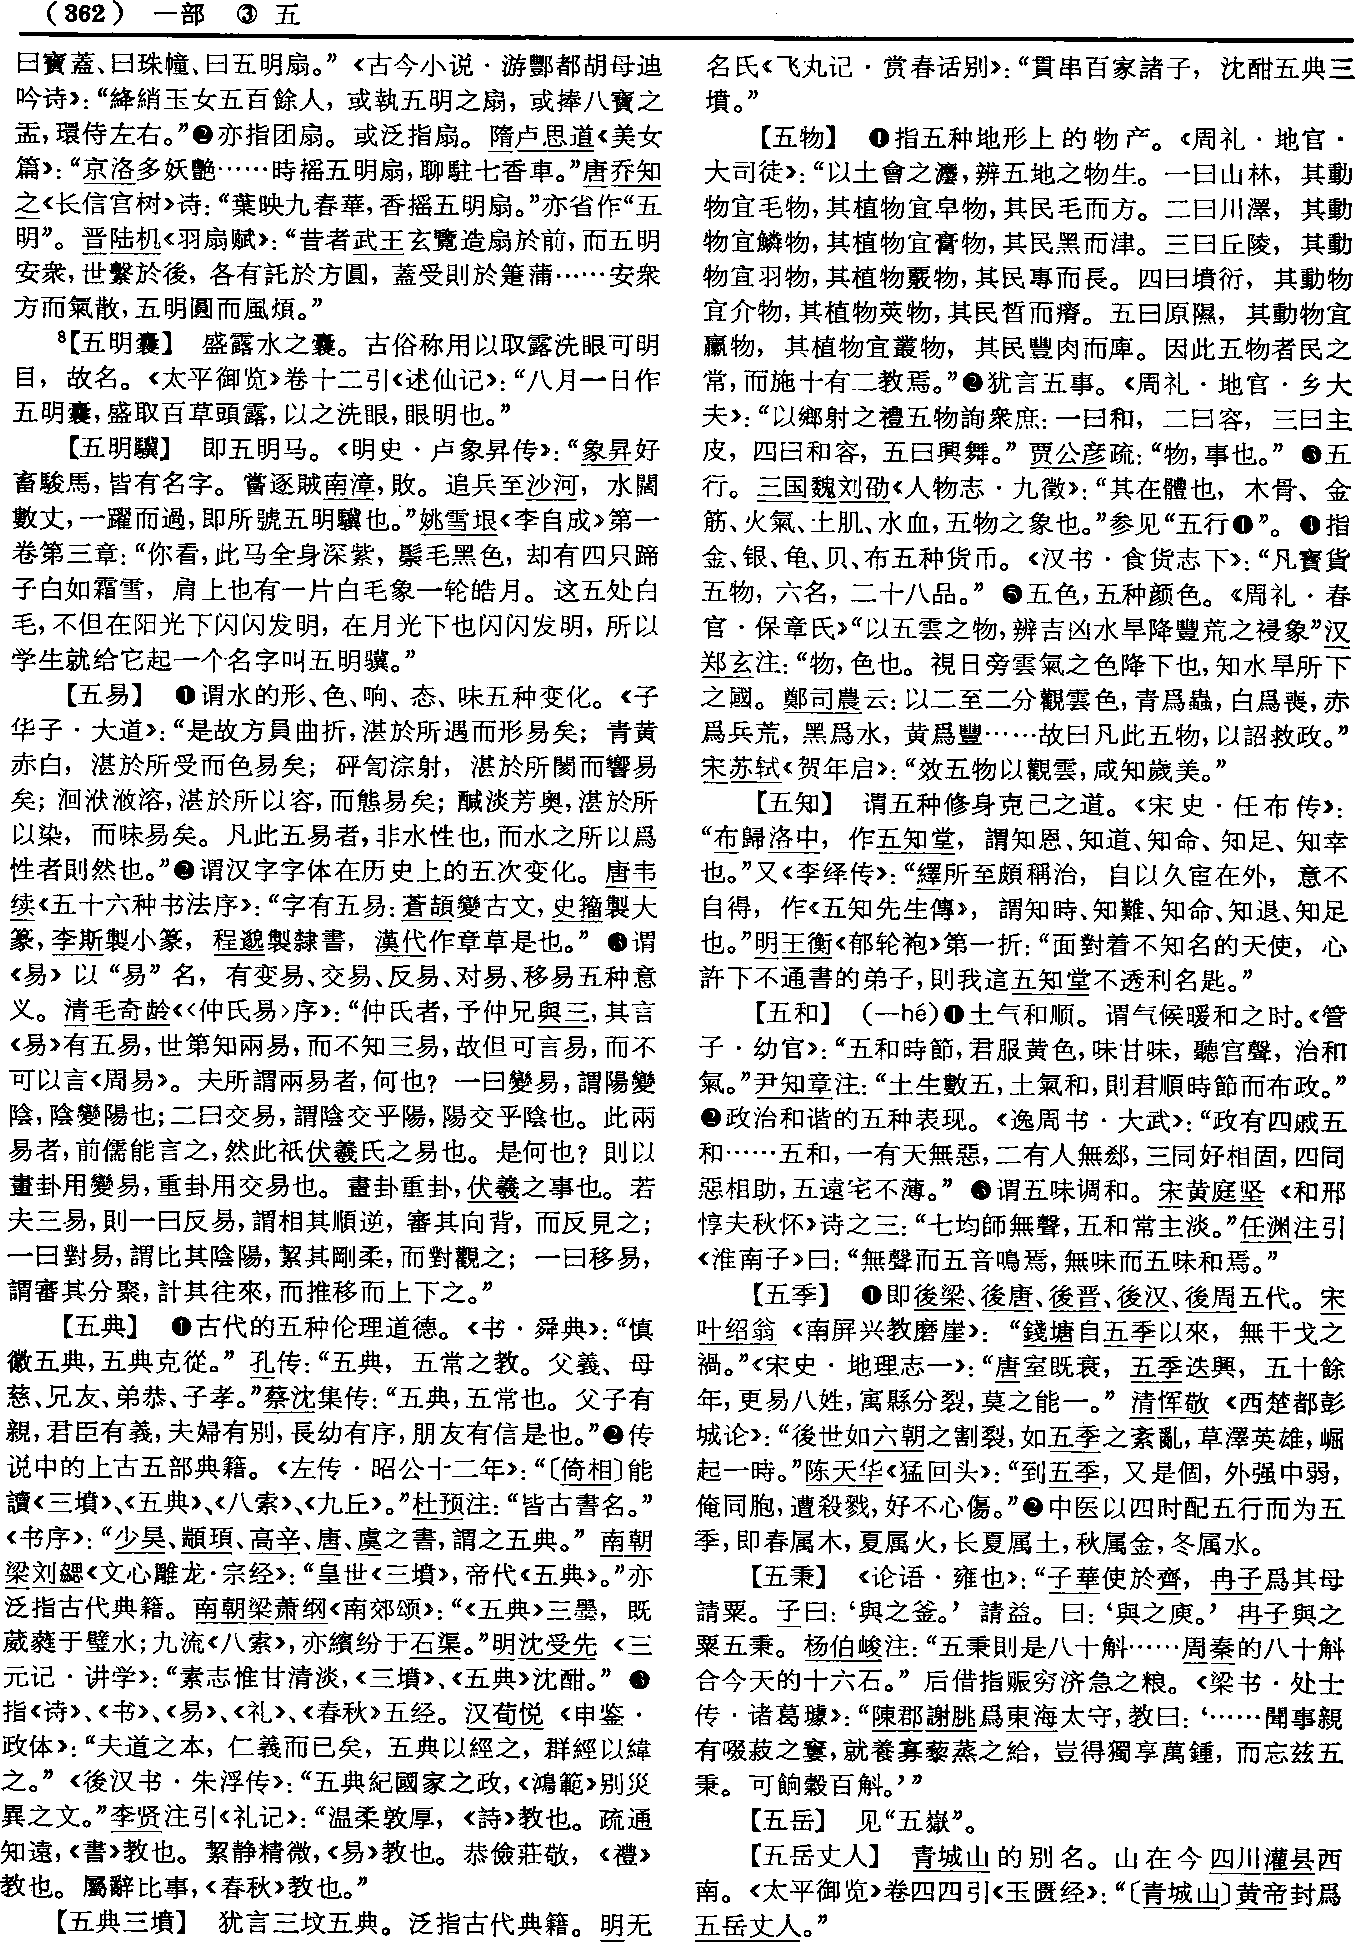 (362) 一部 ③ 五
曰寶蓋、曰珠幢、曰五明扇。”《古今小说·游酆都胡母迪
吟诗》：“絳綃玉女五百餘人，或執五明之扇，或捧八寶之
盂，環侍左右。”❷亦指团扇。或泛指扇。隋卢思道《美女
篇》：“京洛多妖艷……時摇五明扇，聊駐七香車。”唐乔知
之《长信宫树》诗：“葉映九春華，香摇五明扇。”亦省作“五
明”。晋陆机《羽扇赋》：“昔者武王玄覽造扇於前，而五明
安衆，世繫於後，各有託於方圓，蓋受則於箑蒲……安衆
方而氣散，五明圓而風煩。”
8【五明囊】 盛露水之囊。古俗称用以取露洗眼可明
目，故名。《太平御览》卷十二引《述仙记》：“八月一日作
五明囊，盛取百草頭露，以之洗眼，眼明也。”
【五明驥】 即五明马。《明史·卢象昇传》：“象昇好
畜駿馬，皆有名字。嘗逐賊南漳，敗。追兵至沙河，水闊
數丈，一躍而過，即所號五明驥也。”姚雪垠《李自成》第一
卷第三章：“你看，此马全身深紫，鬃毛黑色，却有四只蹄
子白如霜雪，肩上也有一片白毛象一轮皓月。这五处白
毛，不但在阳光下闪闪发明，在月光下也闪闪发明，所以
学生就给它起一个名字叫五明骥。”
【五易】 ❶谓水的形、色、响、态、味五种变化。《子
华子·大道》：“是故方員曲折，湛於所遇而形易矣；青黄
赤白，湛於所受而色易矣；砰訇淙射，湛於所閡而響易
矣；洄洑激溶，湛於所以容，而態易矣；醎淡芳奥，湛於所
以染，而味易矣。凡此五易者，非水性也，而水之所以爲
性者則然也。”❷谓汉字字体在历史上的五次变化。唐韦
续《五十六种书法序》：“字有五易：蒼頡變古文，史籀製大
篆，李斯製小篆，程邈製隸書，漢代作章草是也。”❸谓
《易》以“易”名，有变易、交易、反易、对易、移易五种意
义。清毛奇龄《〈仲氏易〉序》：“仲氏者，予仲兄與三，其言
《易》有五易，世第知兩易，而不知三易，故但可言易，而不
可以言《周易》。夫所謂兩易者，何也？一曰變易，謂陽變
陰，陰變陽也；二曰交易，謂陰交乎陽，陽交乎陰也。此兩
易者，前儒能言之，然此祇伏羲氏之易也。是何也？則以
畫卦用變易，重卦用交易也。畫卦重卦，伏羲之事也。若
夫三易，則一曰反易，謂相其順逆，審其向背，而反見之；
一曰對易，謂比其陰陽，絜其剛柔，而對觀之；一曰移易，
謂審其分聚，計其往來，而推移而上下之。”
【五典】 ❶古代的五种伦理道德。《书·舜典》：“慎
徽五典，五典克從。”孔传：“五典，五常之教。父義、母
慈、兄友、弟恭、子孝。”蔡沈集传：“五典，五常也。父子有
親，君臣有義，夫婦有别，長幼有序，朋友有信是也。”❷传
说中的上古五部典籍。《左传·昭公十二年》：“〔倚相〕能
讀《三墳》、《五典》、《八索》、《九丘》。”杜预注：“皆古書名。”
《书序》：“少昊、顓頊、高辛、唐、虞之書，謂之五典。”南朝
梁刘勰《文心雕龙·宗经》：“皇世《三墳》，帝代《五典》。”亦
泛指古代典籍。南朝梁萧纲《南郊颂》：“《五典》三墨，既
葳蕤于璧水；九流《八索》，亦繽纷于石渠。”明沈受先《三
元记·讲学》：“素志惟甘清淡，《三墳》、《五典》沈酣。”❸
指《诗》、《书》、《易》、《礼》、《春秋》五经。汉荀悦《申鉴·
政体》：“夫道之本，仁義而已矣，五典以經之，群經以緯
之。”《後汉书·朱浮传》：“五典紀國家之政，《鴻範》别災
異之文。”李贤注引《礼记》：“温柔敦厚，《詩》教也。疏通
知遠，《書》教也。絜静精微，《易》教也。恭儉莊敬，《禮》
教也。屬辭比事，《春秋》教也。”
【五典三墳】 犹言三坟五典。泛指古代典籍。明无
名氏《飞丸记·赏春话别》：“貫串百家諸子，沈酣五典三
墳。”
【五物】 ❶指五种地形上的物产。《周礼·地官·
大司徒》：“以土會之灋，辨五地之物生。一曰山林，其動
物宜毛物，其植物宜皁物，其民毛而方。二曰川澤，其動
物宜鱗物，其植物宜膏物，其民黑而津。三曰丘陵，其動
物宜羽物，其植物覈物，其民專而長。四曰墳衍，其動物
宜介物，其植物莢物，其民晳而瘠。五曰原隰，其動物宜
臝物，其植物宜叢物，其民豐肉而庳。因此五物者民之
常，而施十有二教焉。”❷犹言五事。《周礼·地官·乡大
夫》：“以鄉射之禮五物詢衆庶：一曰和，二曰容，三曰主
皮，四曰和容，五曰興舞。”贾公彦疏：“物，事也。”❸五
行。三国魏刘劭《人物志·九徵》：“其在體也，木骨、金
筋、火氣、土肌、水血，五物之象也。”参见“五行❶”。❹指
金、银、龟、贝、布五种货币。《汉书·食货志下》：“凡寶貨
五物，六名，二十八品。”❺五色，五种颜色。《周礼·春
官·保章氏》“以五雲之物，辨吉凶水旱降豐荒之祲象”汉
郑玄注：“物，色也。視日旁雲氣之色降下也，知水旱所下
之國。鄭司農云：以二至二分觀雲色，青爲蟲，白爲喪，赤
爲兵荒，黑爲水，黄爲豐……故曰凡此五物，以詔救政。”
宋苏轼《贺年启》：“效五物以觀雲，咸知歲美。”
【五知】 谓五种修身克己之道。《宋史·任布传》：
“布歸洛中，作五知堂，謂知恩、知道、知命、知足、知幸
也。”又《李绎传》：“繹所至頗稱治，自以久宦在外，意不
自得，作《五知先生傳》，謂知時、知難、知命、知退、知足
也。”明王衡《郁轮袍》第一折：“面對着不知名的天使，心
許下不通書的弟子，則我這五知堂不透利名匙。”
【五和】 (一hé)❶土气和顺。谓气候暖和之时。《管
子·幼官》：“五和時節，君服黄色，味甘味，聽宫聲，治和
氣。”尹知章注：“土生數五，土氣和，則君順時節而布政。”
❷政治和谐的五种表现。《逸周书·大武》：“政有四戚五
和……五和，一有天無惡，二有人無郄，三同好相固，四同
惡相助，五遠宅不薄。”❸谓五味调和。宋黄庭坚《和邢
惇夫秋怀》诗之三：“七均師無聲，五和常主淡。”任渊注引
《淮南子》曰：“無聲而五音鳴焉，無味而五味和焉。”
【五季】 ❶即後梁、後唐、後晋、後汉、後周五代。宋
叶绍翁《南屏兴教磨崖》：“錢塘自五季以來，無干戈之
禍。”《宋史·地理志一》：“唐室既衰，五季迭興，五十餘
年，更易八姓，寓縣分裂，莫之能一。”清恽敬《西楚都彭
城论》：“後世如六朝之割裂，如五季之紊亂，草澤英雄，崛
起一時。”陈天华《猛回头》：“到五季，又是個，外强中弱，
俺同胞，遭殺戮，好不心傷。”❷中医以四时配五行而为五
季，即春属木，夏属火，长夏属土，秋属金，冬属水。
【五秉】 《论语·雍也》：“子華使於齊，冉子爲其母
請粟。子曰：‘與之釜。’請益。曰：‘與之庾。’冉子與之
粟五秉。杨伯峻注：“五秉則是八十斛……周秦的八十斛
合今天的十六石。”后借指赈穷济急之粮。《梁书·处士
传·诸葛璩》：“陳郡謝朓爲東海太守，教曰：‘……聞事親
有啜菽之窶，就養寡藜蒸之給，豈得獨享萬鍾，而忘兹五
秉。可餉穀百斛。’”
【五岳】 见“五嶽”。
【五岳丈人】 青城山的别名。山在今四川灌县西
南。《太平御览》卷四四引《玉匮经》：“〔青城山〕黄帝封爲
五岳丈人。”